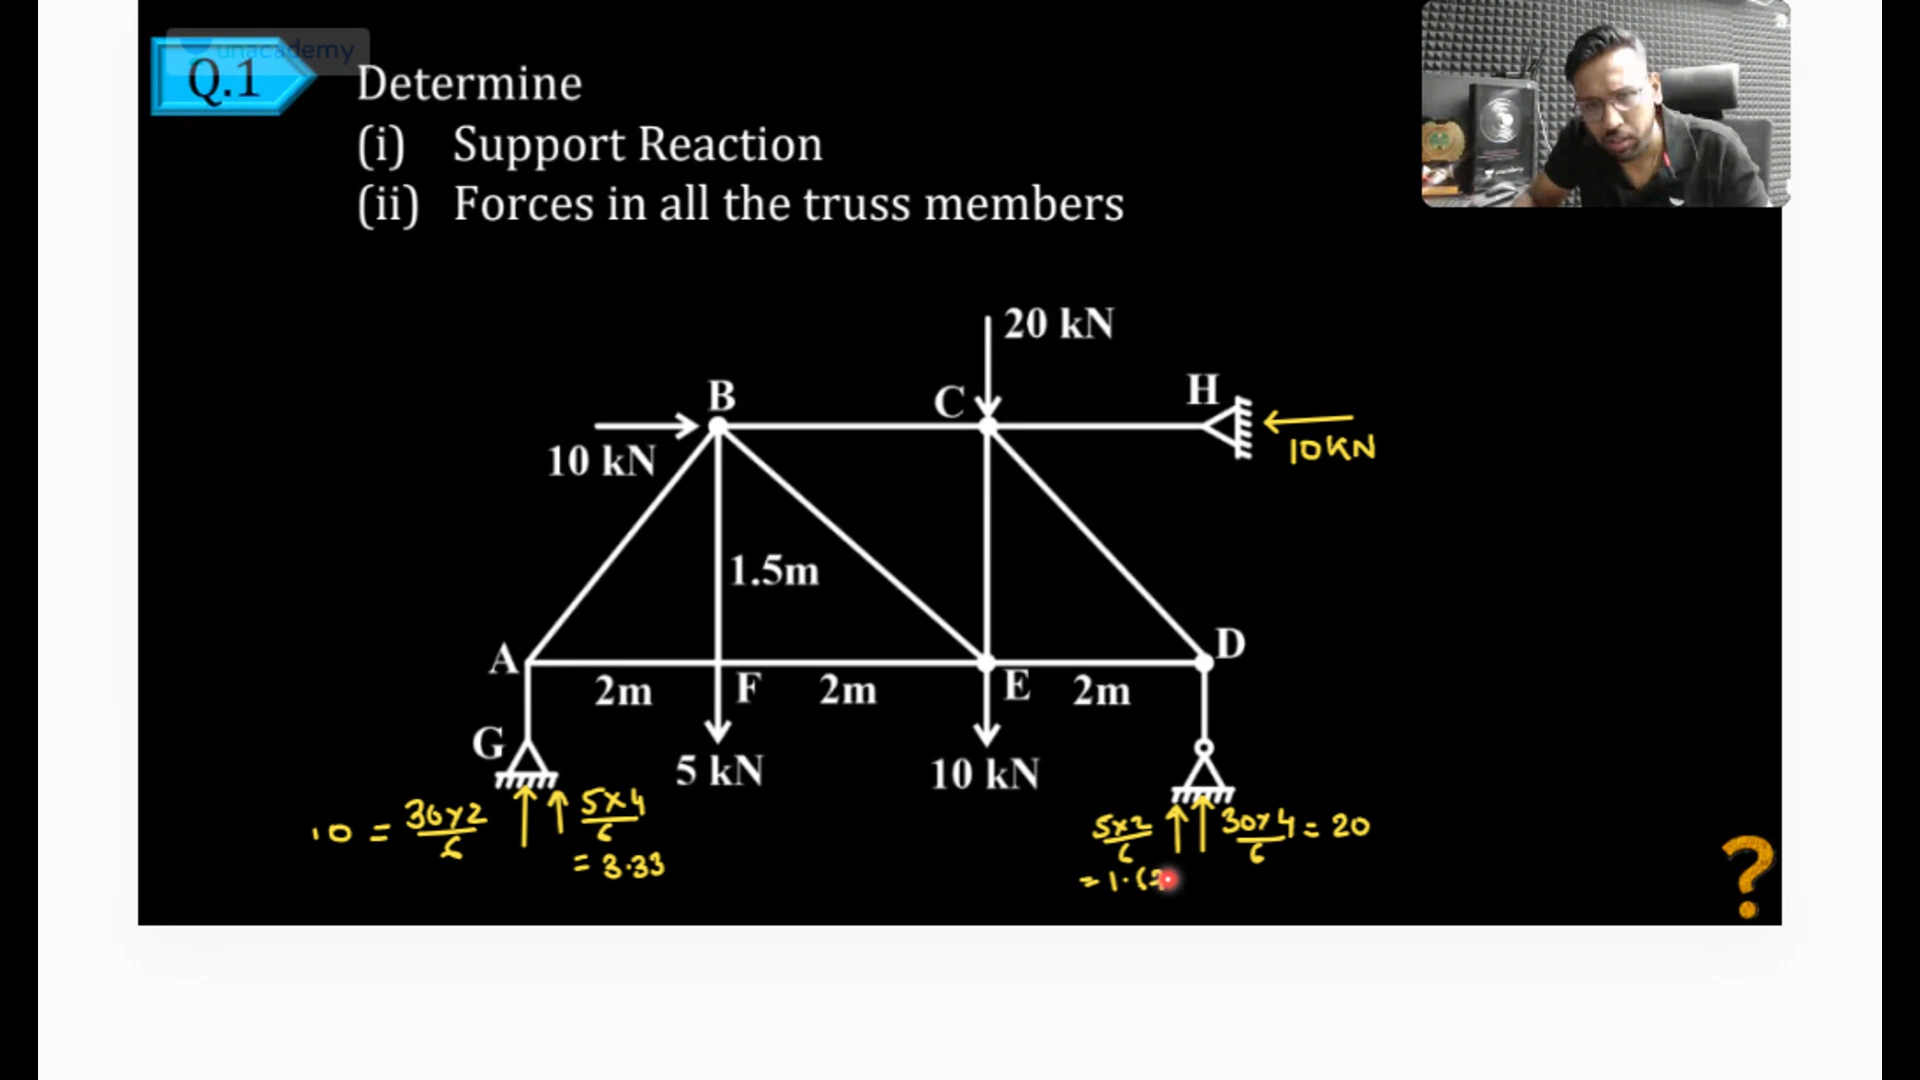 unacademy
Q.1
Determine
(i) Support Reaction
(ii) Forces in all the truss members
20 kN
B
C
H
10 kN
10KN
1.5m
A
D
2m
F
2m
E
2m
G
5 kN
10 kN
10 = 30×2/6
5×4/6
= 3.33
5×2/6
30×4/6 = 20
?